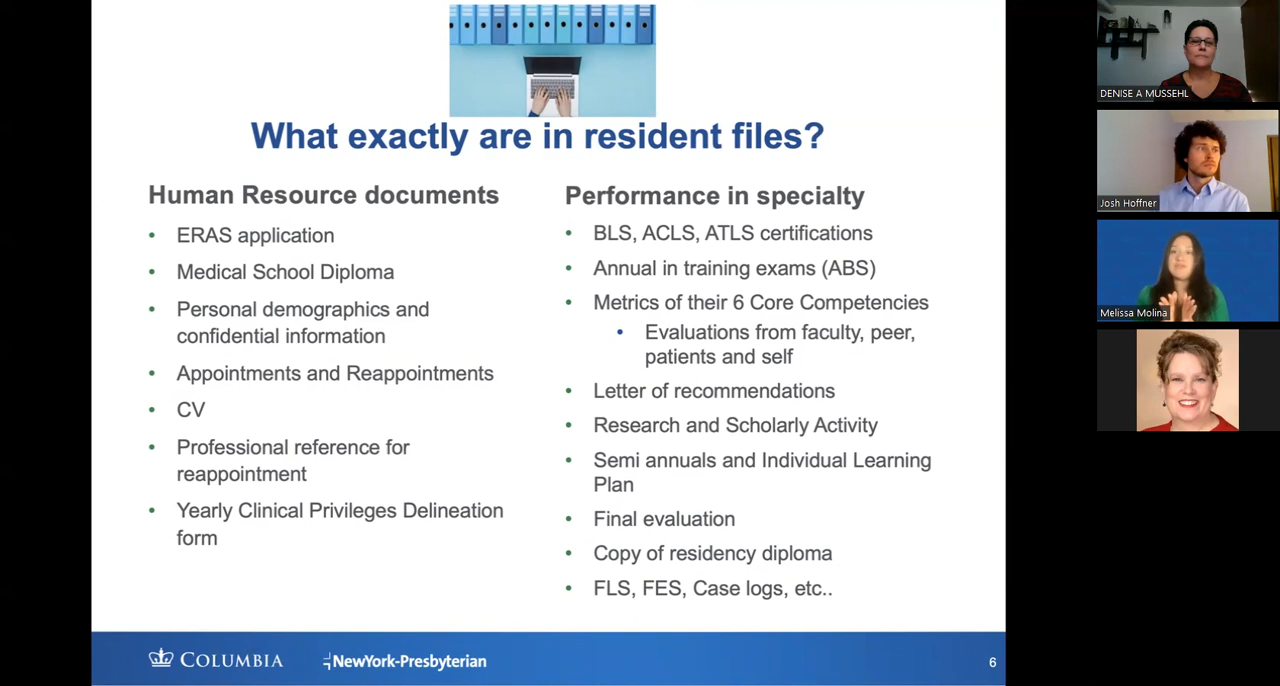 What exactly are in resident files?
Human Resource documents
• ERAS application
• Medical School Diploma
• Personal demographics and
confidential information
• Appointments and Reappointments
• CV
• Professional reference for
reappointment
• Yearly Clinical Privileges Delineation
form
Performance in specialty
• BLS, ACLS, ATLS certifications
• Annual in training exams (ABS)
• Metrics of their 6 Core Competencies
• Evaluations from faculty, peer,
patients and self
• Letter of recommendations
• Research and Scholarly Activity
• Semi annuals and Individual Learning
Plan
• Final evaluation
• Copy of residency diploma
• FLS, FES, Case logs, etc..
COLUMBIA
NewYork-Presbyterian
6
DENISE A MUSSEHL
Josh Hoffner
Melissa Molina